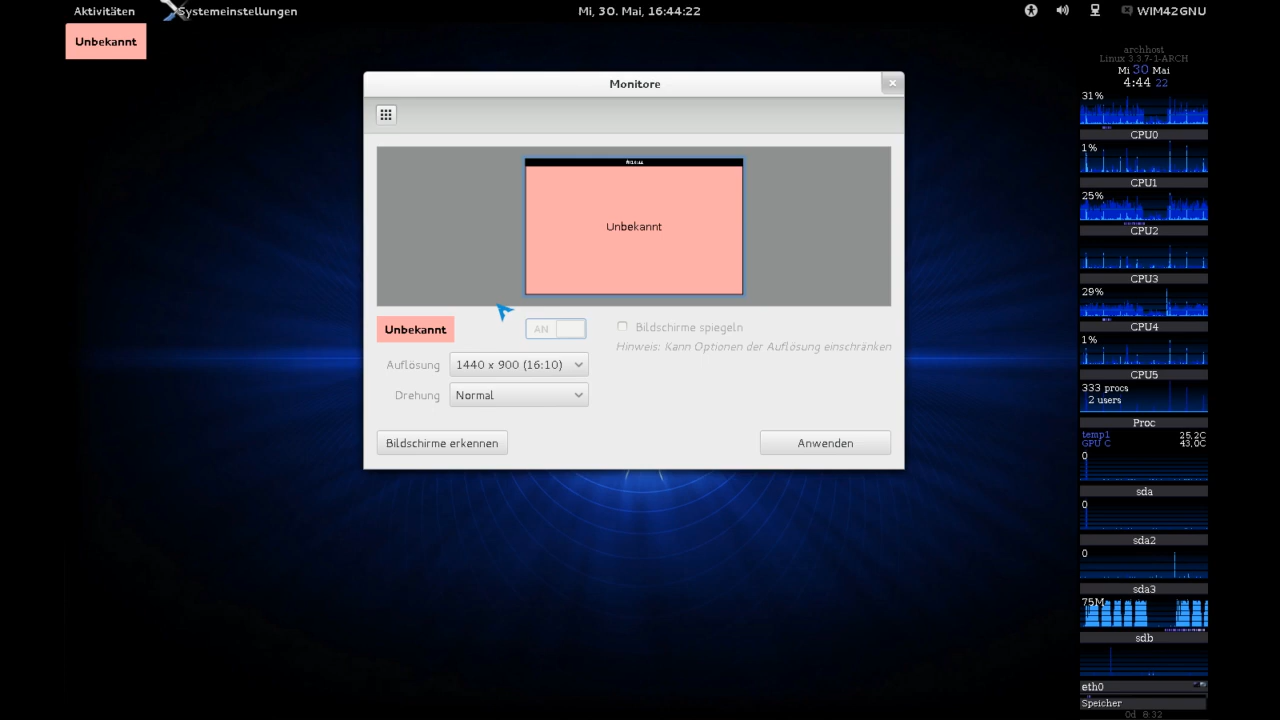 Aktivitäten Systemeinstellungen Mi, 30. Mai, 16:44:22 WIM42GNU
Unbekannt
Monitore
Unbekannt
Unbekannt AN Bildschirme spiegeln
Hinweis: Kann Optionen der Auflösung einschränken
Auflösung 1440 x 900 (16:10)
Drehung Normal
Bildschirme erkennen Anwenden
archhost
Linux 3.3.7-1-ARCH
Mi 30 Mai
4:44 22
31%
CPU0
1%
CPU1
25%
CPU2
CPU3
29%
CPU4
1%
CPU5
333 procs
2 users
Proc
temp1 25,2C
GPU C 43,0C
0
sda
0
sda2
0
sda3
75M
sdb
eth0
Speicher
0d 8:32